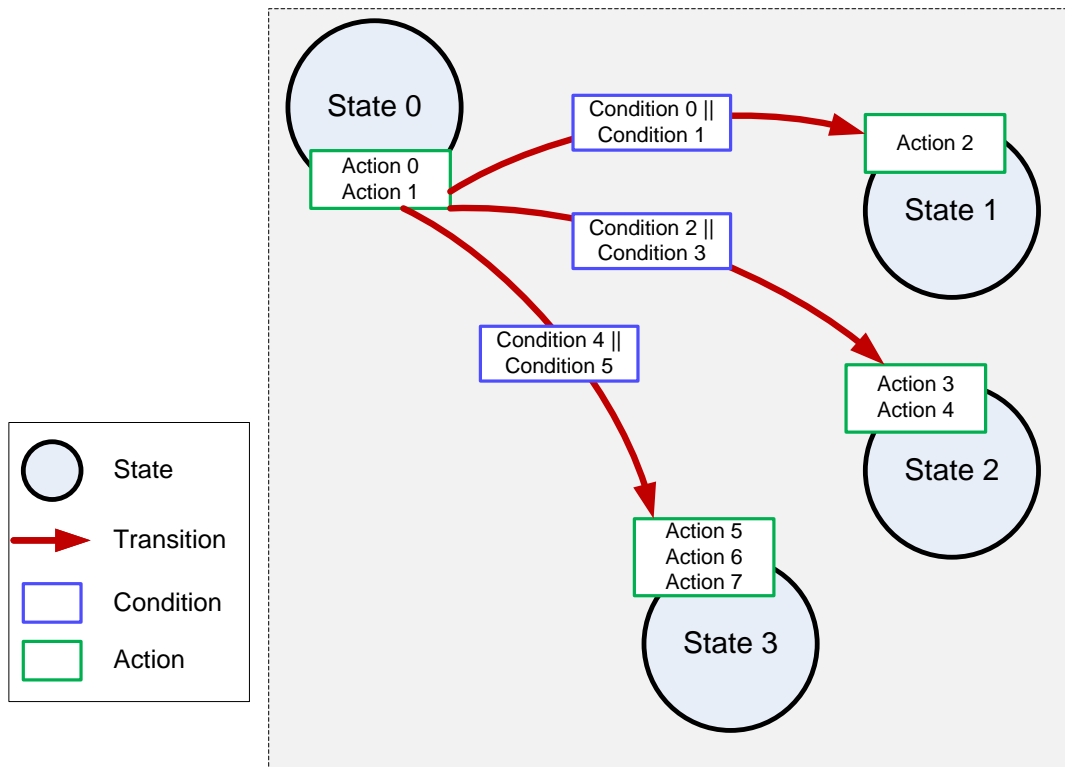 State 0
Action 0
Action 1
Condition 0 ||
Condition 1
Action 2
State 1
Condition 2 ||
Condition 3
Condition 4 ||
Condition 5
Action 3
Action 4
State 2
Action 5
Action 6
Action 7
State 3
State
Transition
Condition
Action